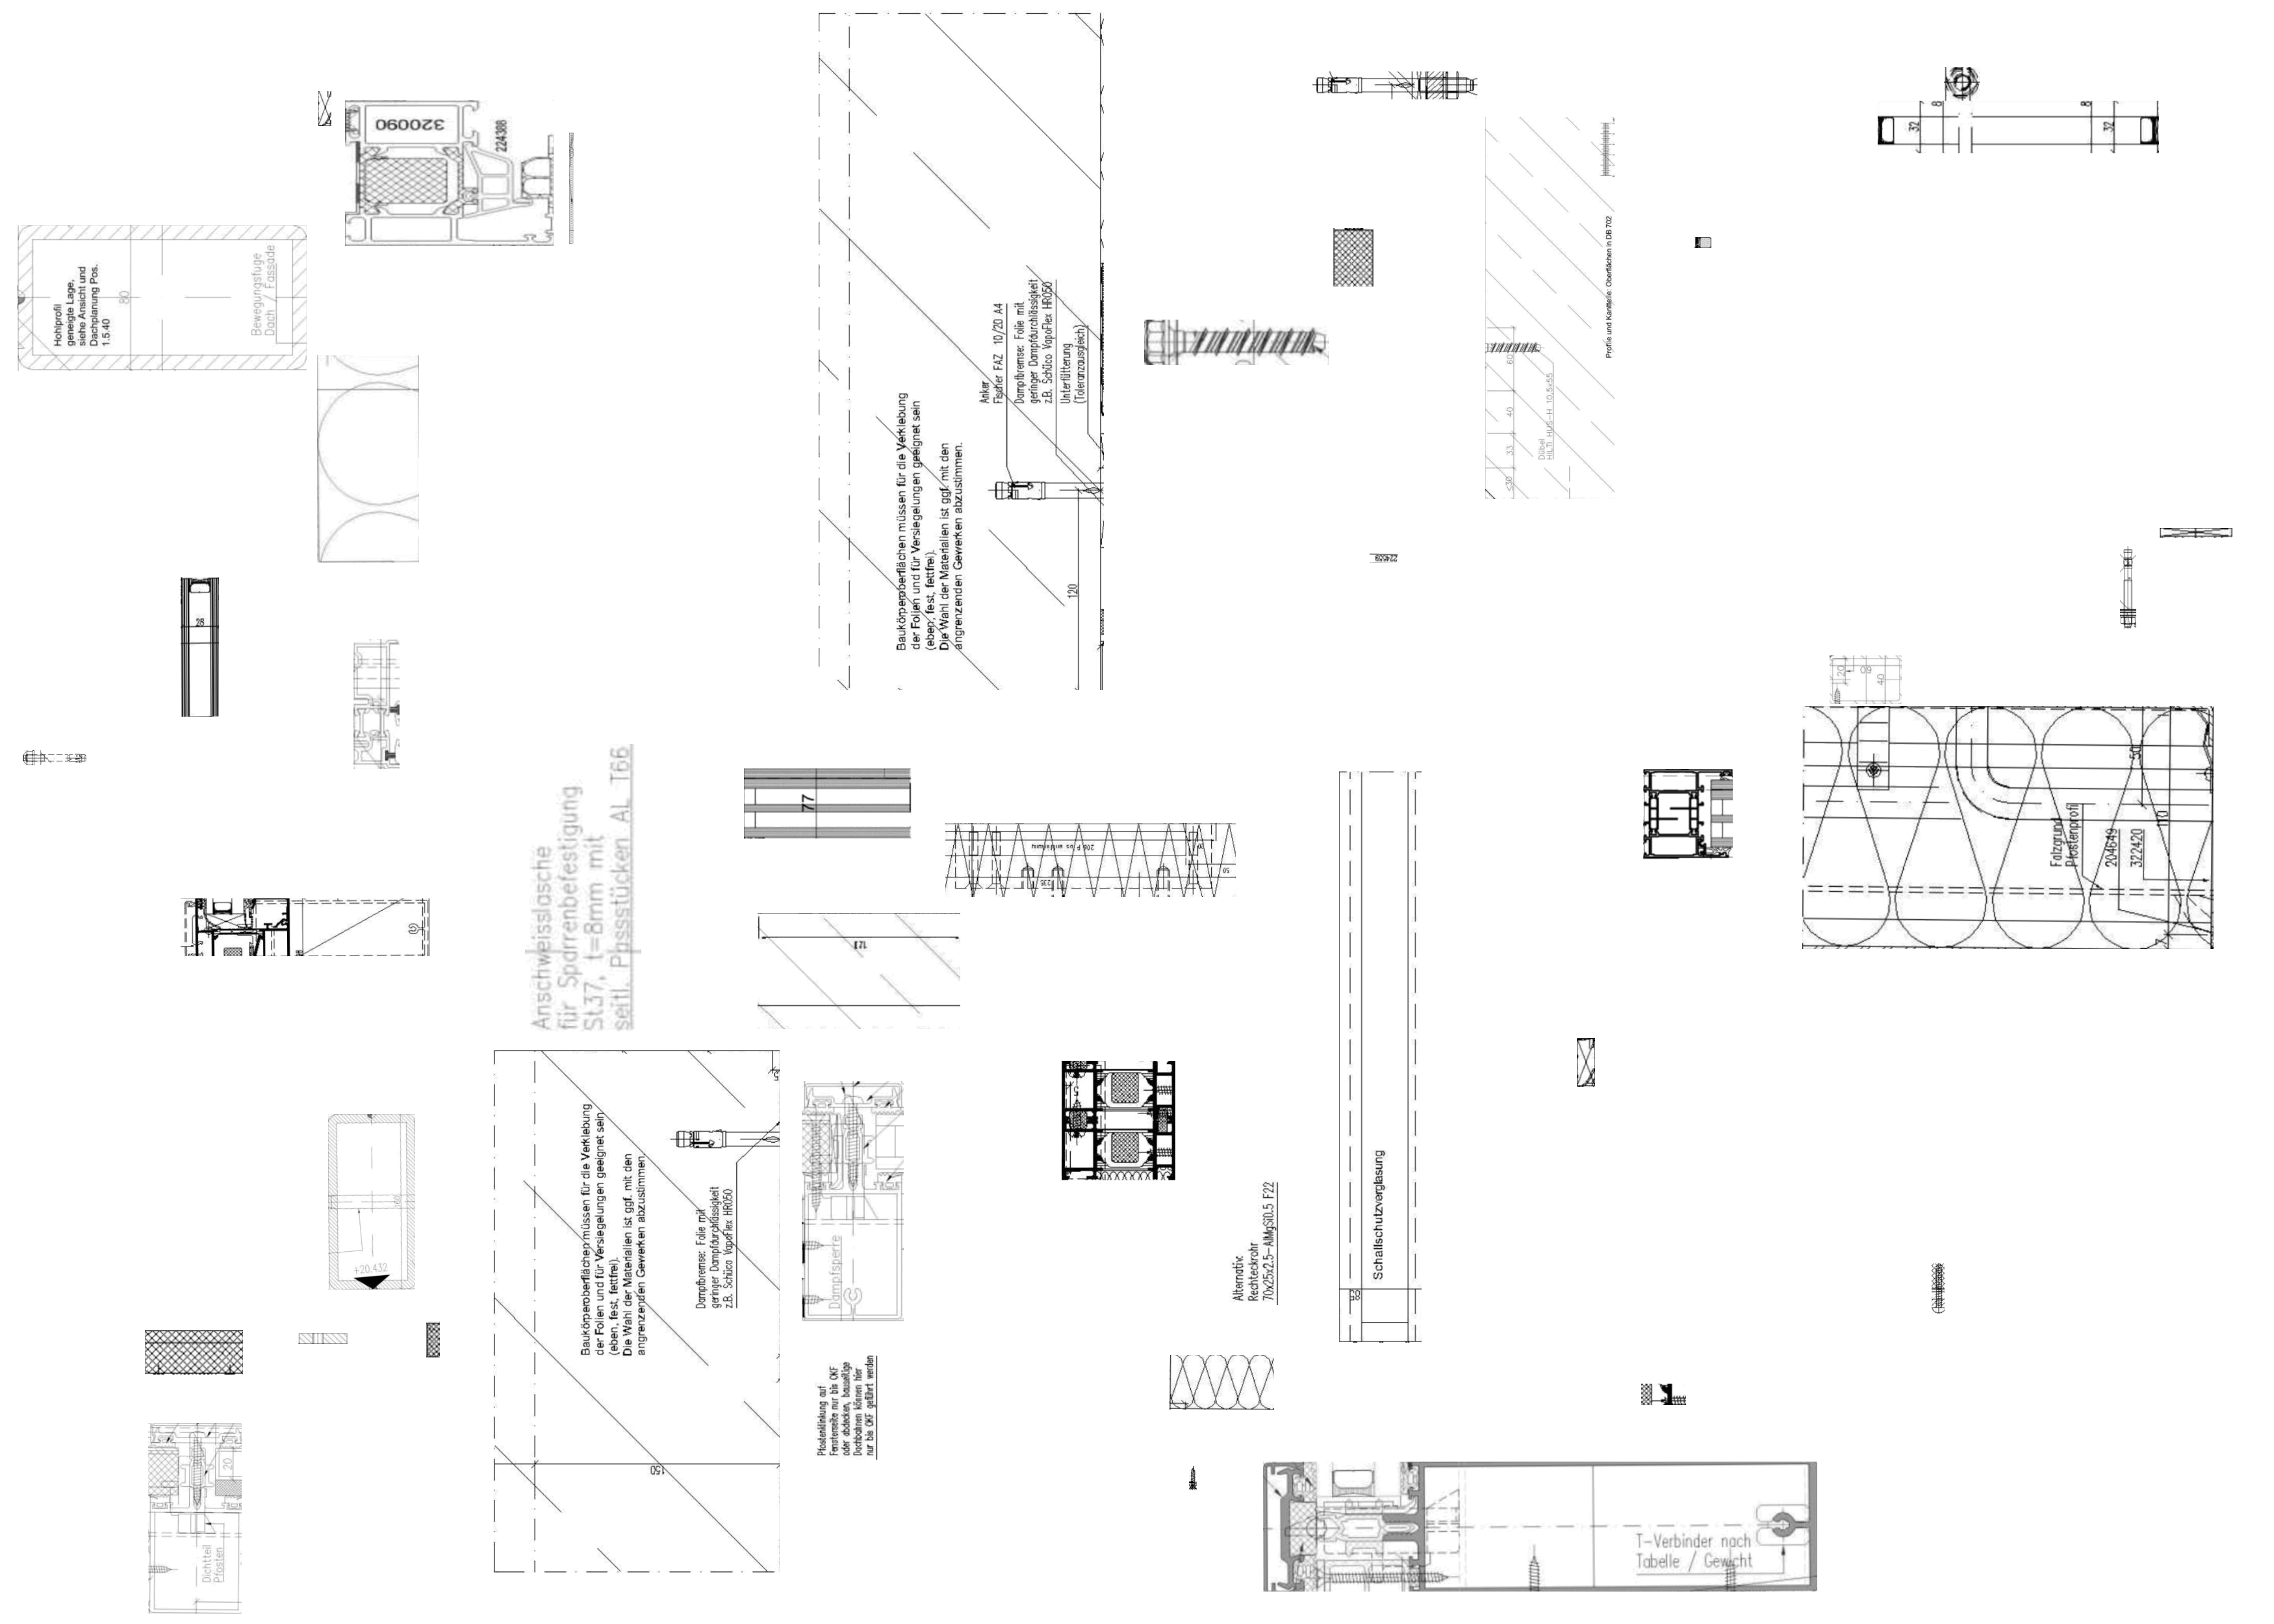 320090
224388
Hohlprofil
geneigte Lage,
siehe Ansicht und
Dachplanung Pos.
1.5.40
80
Bewegungsfuge
Dach / Fassade
Anker
Fischer FAZ 10/20 A4
Dampfbremse: Folie mit
geringer Dampfdurchlässigkeit
z.B. Schüco VapoFlex HR050
Unterfütterung
(Toleranzausgleich)
Baukörperoberflächen müssen für die Verklebung
der Folien und für Versiegelungen geeignet sein
(eben, fest, fettfrei).
Die Wahl der Materialien ist ggf. mit den
angrenzenden Gewerken abzustimmen.
120
Profile und Kantteile: Oberflächen in DB 702
60
40
33
≤30
Dübel
HILTI HUS-H 10,5x55
32
8
8
32
28
20
60
40
50
110
Falzgrund
Pfostenprofil
204649
322420
77
50
Anschweisslasche
für Sparrenbefestigung
St37, t=8mm mit
seitl. Passstücken AL T66
Baukörperoberflächen müssen für die Verklebung
der Folien und für Versiegelungen geeignet sein
(eben, fest, fettfrei).
Die Wahl der Materialien ist ggf. mit den
angrenzenden Gewerken abzustimmen
Dampfbremse: Folie mit
geringer Dampfdurchlässigkeit
z.B. Schüco VapoFlex HR050
150
Dampfsperre
Schallschutzverglasung
Alternativ:
Rechteckrohr
70x25x2.5-AlMgSi0.5 F22
+20.432
Pfostenklinkung auf
Fensterseite nur bis OKF
oder abdecken, bauseitige
Dachbahnen können hier
nur bis OKF geführt werden
20
Dichtteil
Pfosten
T-Verbinder nach
Tabelle / Gewicht